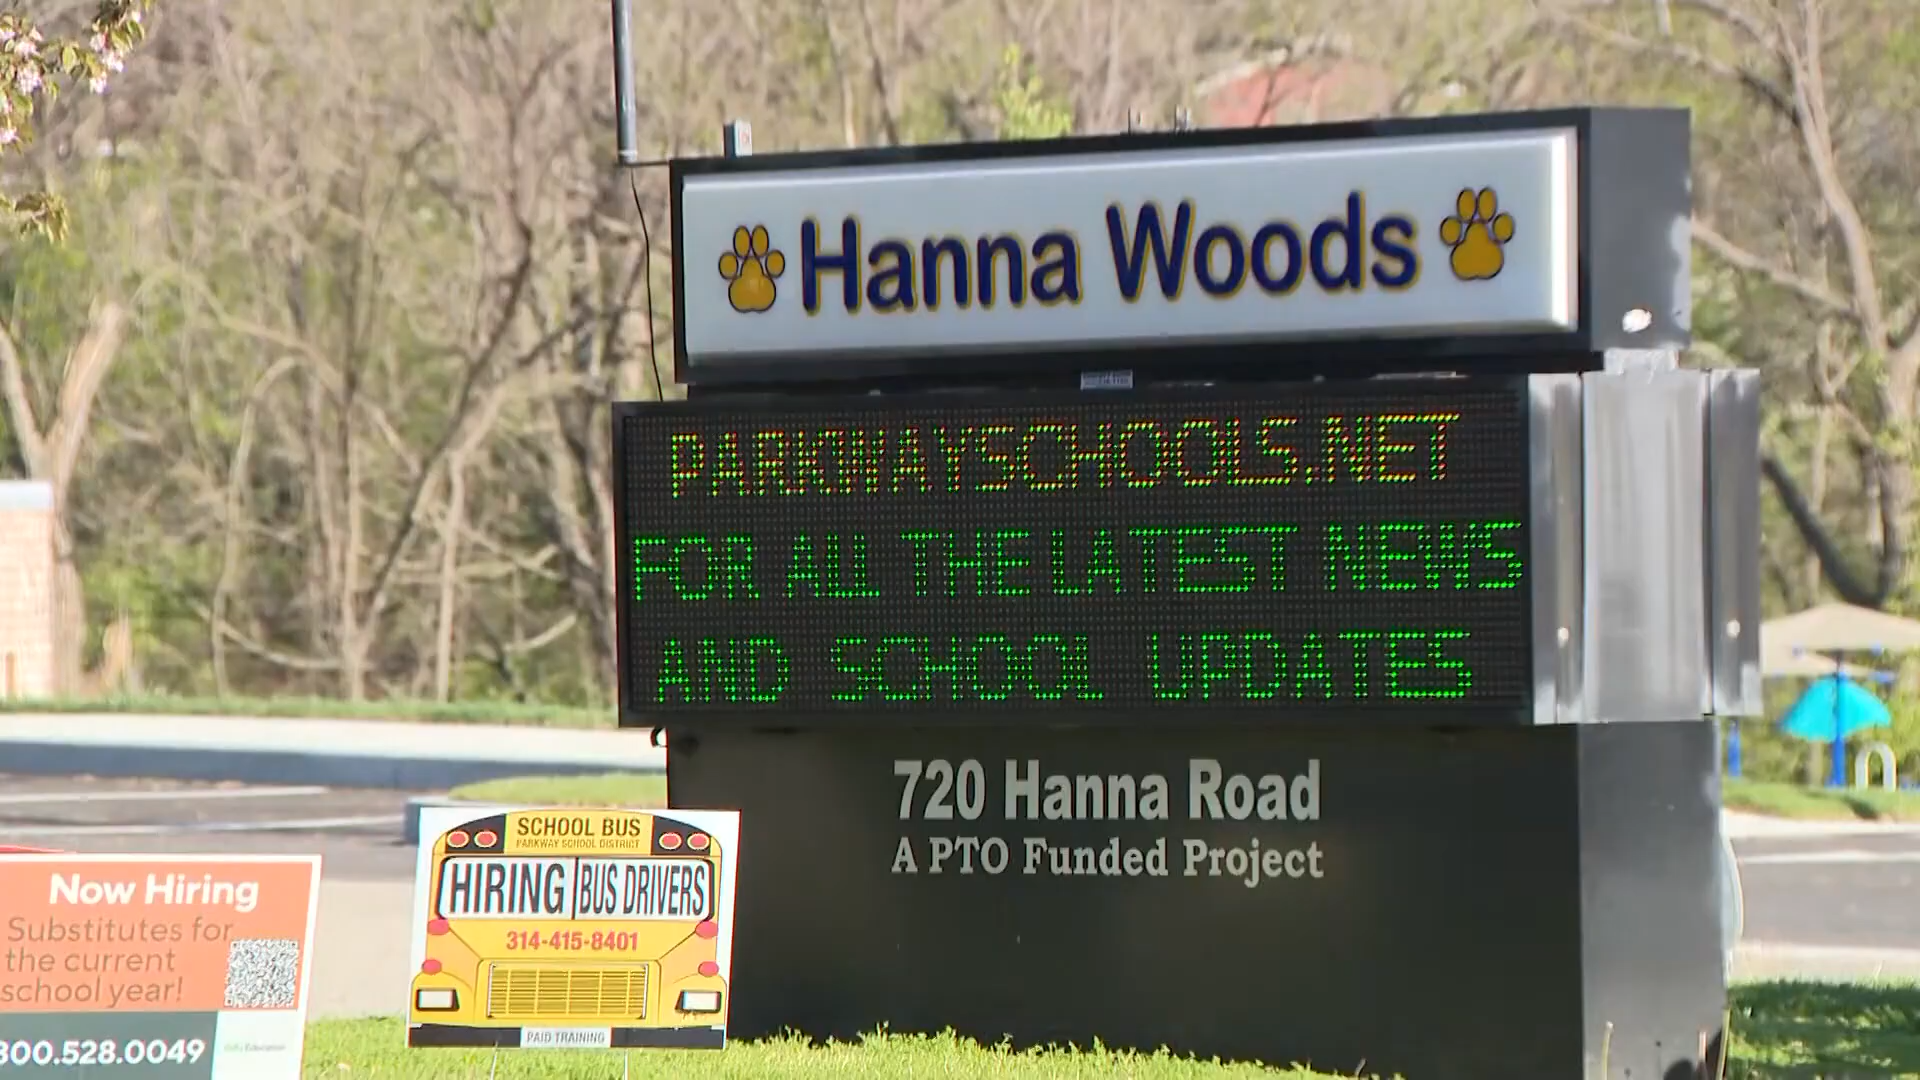 Hanna Woods
PARKWAYSCHOOLS.NET
FOR ALL THE LATEST NEWS
AND SCHOOL UPDATES
720 Hanna Road
A PTO Funded Project
SCHOOL BUS
PARKWAY SCHOOL DISTRICT
HIRING BUS DRIVERS
314-415-8401
PAID TRAINING
Now Hiring
Substitutes for
the current
school year!
800.528.0049
Education